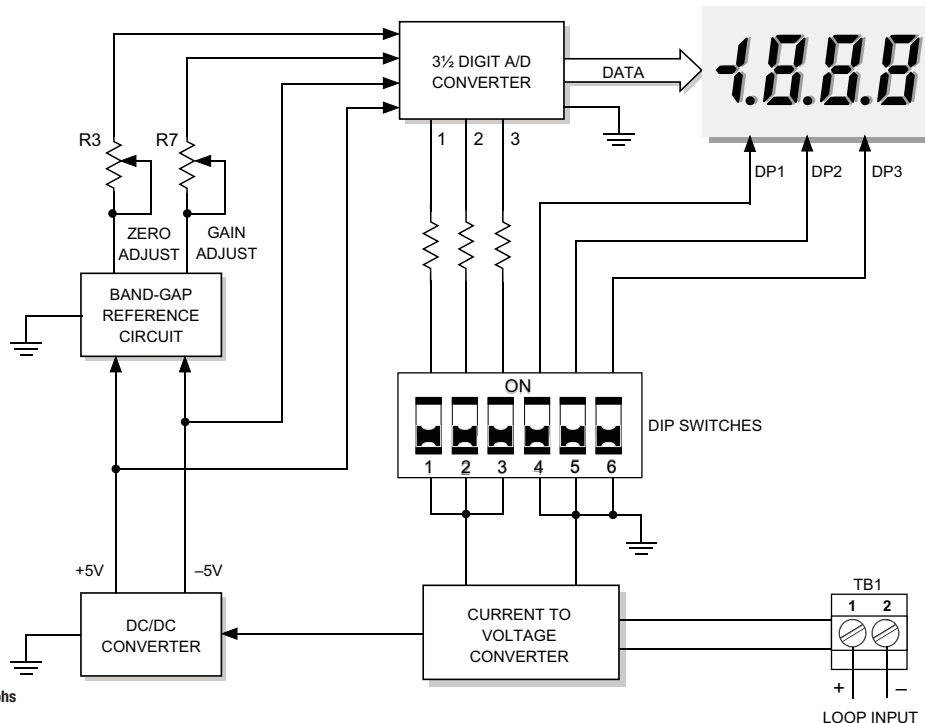 3½ DIGIT A/D
CONVERTER
DATA
-1.8.8.8
R3
R7
1 2 3
DP1 DP2 DP3
ZERO
ADJUST
GAIN
ADJUST
BAND-GAP
REFERENCE
CIRCUIT
ON
DIP SWITCHES
1 2 3 4 5 6
+5V
–5V
DC/DC
CONVERTER
CURRENT TO
VOLTAGE
CONVERTER
TB1
1 2
+ –
LOOP INPUT